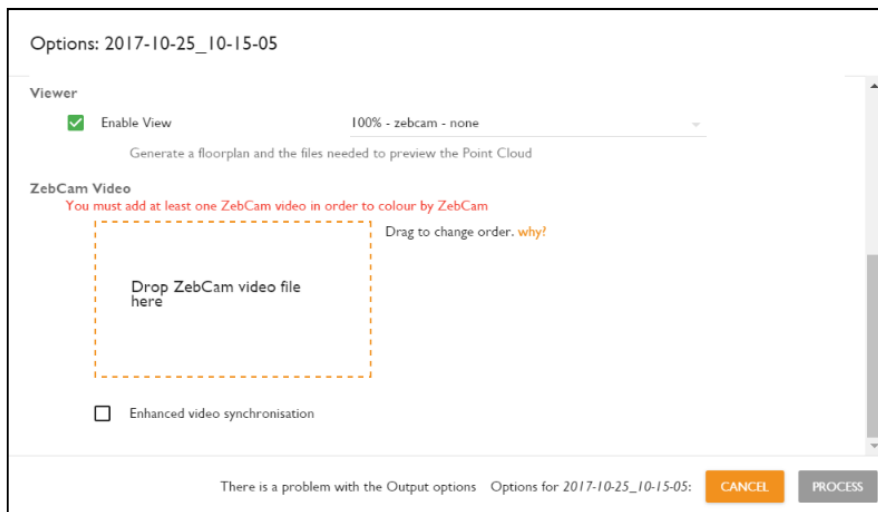 Options: 2017-10-25_10-15-05
Viewer
Enable View 100% - zebcam - none
Generate a floorplan and the files needed to preview the Point Cloud
ZebCam Video
You must add at least one ZebCam video in order to colour by ZebCam
Drag to change order. why?
Drop ZebCam video file
here
Enhanced video synchronisation
There is a problem with the Output options Options for 2017-10-25_10-15-05: CANCEL PROCESS